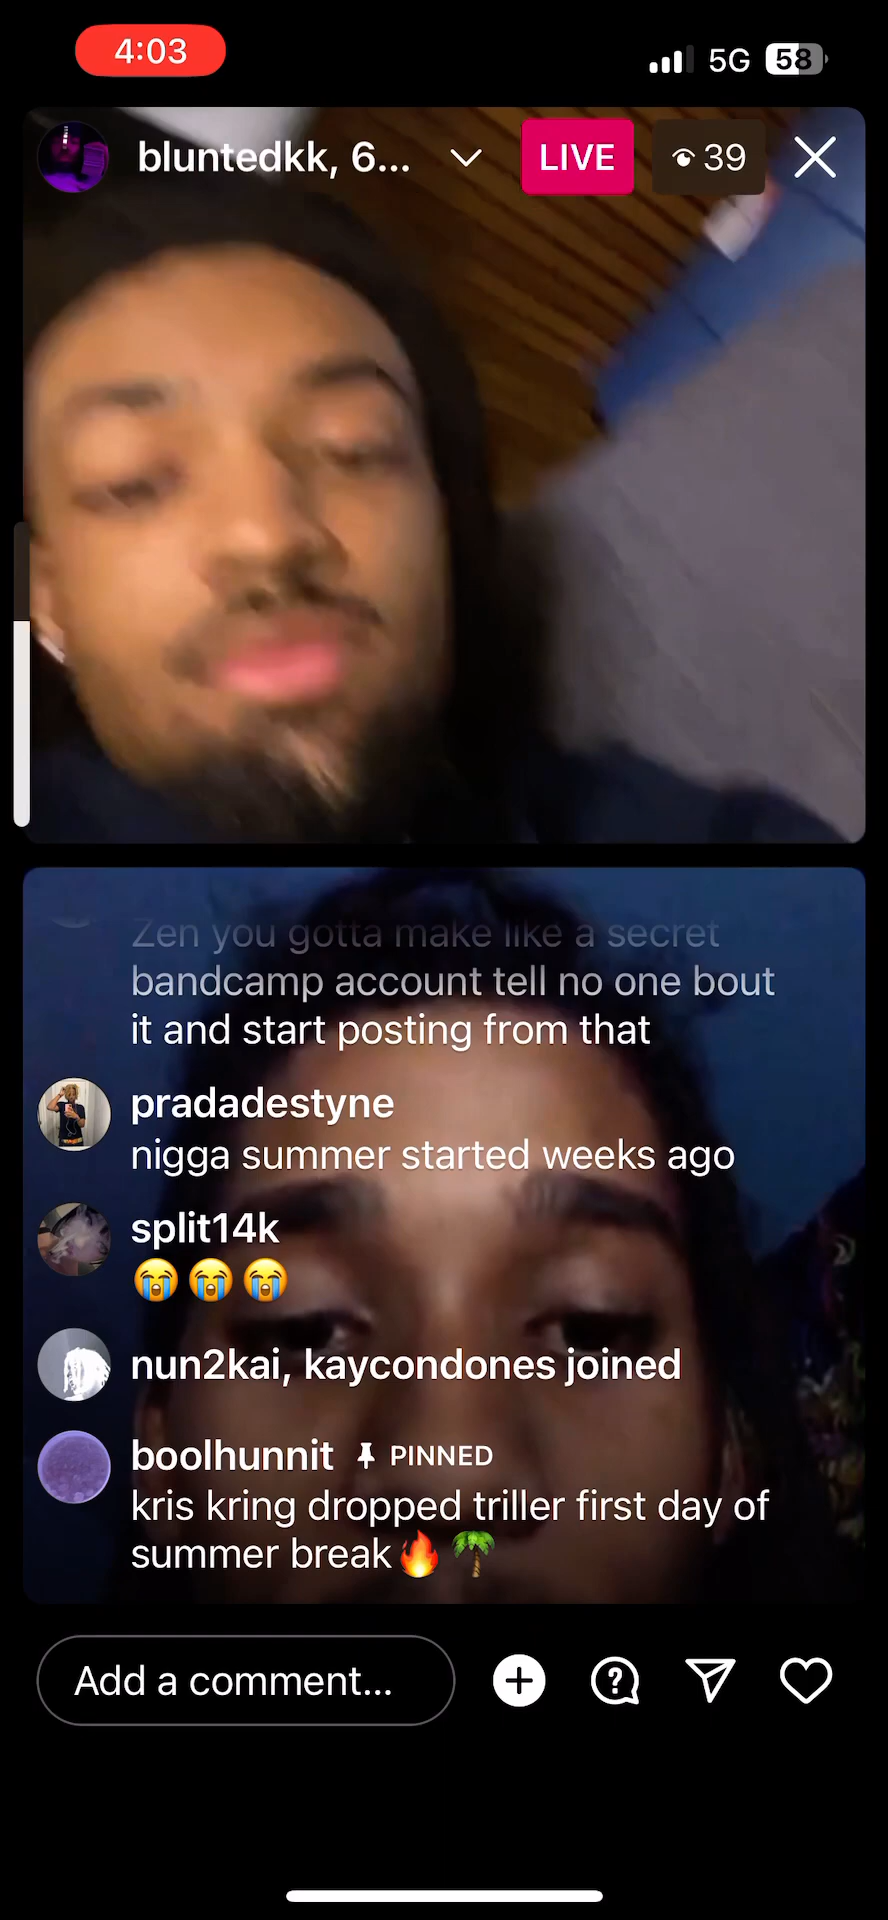 4:03
5G 58
bluntedkk, 6...
LIVE
39
Zen you gotta make like a secret
bandcamp account tell no one bout
it and start posting from that
pradadestyne
nigga summer started weeks ago
split14k
😭😭😭
nun2kai, kaycondones joined
boolhunnit PINNED
kris kring dropped triller first day of
summer break🔥🌴
Add a comment...